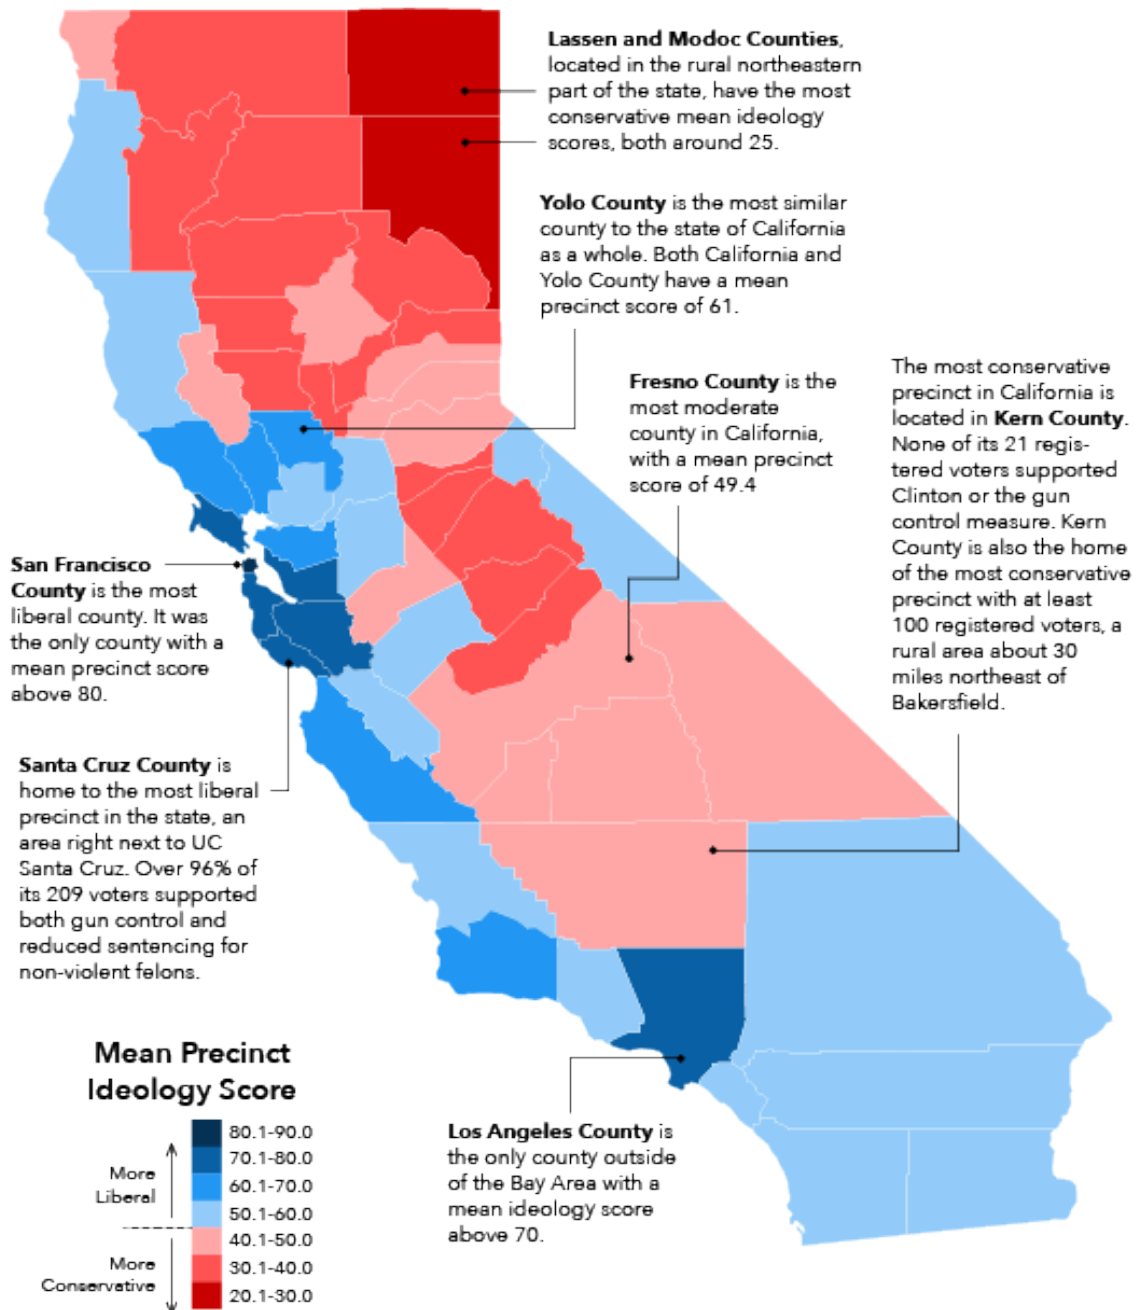 Lassen and Modoc Counties,
located in the rural northeastern
part of the state, have the most
conservative mean ideology
scores, both around 25.
Yolo County is the most similar
county to the state of California
as a whole. Both California and
Yolo County have a mean
precinct score of 61.
Fresno County is the
most moderate
county in California,
with a mean precinct
score of 49.4
The most conservative
precinct in California is
located in Kern County.
None of its 21 regis-
tered voters supported
Clinton or the gun
control measure. Kern
County is also the home
of the most conservative
precinct with at least
100 registered voters, a
rural area about 30
miles northeast of
Bakersfield.
San Francisco
County is the most
liberal county. It was
the only county with a
mean precinct score
above 80.
Santa Cruz County is
home to the most liberal
precinct in the state, an
area right next to UC
Santa Cruz. Over 96% of
its 209 voters supported
both gun control and
reduced sentencing for
non-violent felons.
Los Angeles County is
the only county outside
of the Bay Area with a
mean ideology score
above 70.
Mean Precinct
Ideology Score
More
Liberal
More
Conservative
80.1-90.0
70.1-80.0
60.1-70.0
50.1-60.0
40.1-50.0
30.1-40.0
20.1-30.0